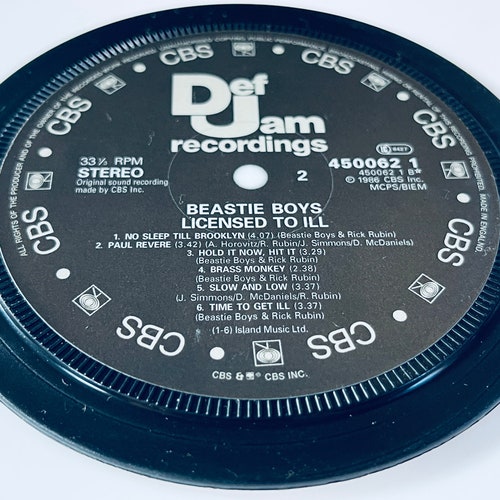 Def
Jam
recordings
33⅓ RPM
STEREO
Original sound recording
made by CBS Inc.
2
450062 1
450062 1 B*
℗ 1986 CBS Inc.
MCPS/BIEM
BEASTIE BOYS
LICENSED TO ILL
1. NO SLEEP TILL BROOKLYN (4.07) (Beastie Boys & Rick Rubin)
2. PAUL REVERE (3.42) (A. Horovitz/R. Rubin/J. Simmons/D. McDaniels)
3. HOLD IT NOW, HIT IT (3.29)
(Beastie Boys & Rick Rubin)
4. BRASS MONKEY (2.38)
(Beastie Boys & Rick Rubin)
5. SLOW AND LOW (3.37)
(J. Simmons/D. McDaniels/R. Rubin)
6. TIME TO GET ILL (3.37)
(Beastie Boys & Rick Rubin)
(1-6) Island Music Ltd.
CBS & ® CBS INC.
CBS
CBS
CBS
CBS
CBS
CBS
CBS
CBS
ALL RIGHTS OF THE PRODUCER AND OF THE OWNER OF
PROHIBITED. MADE IN ENGALND